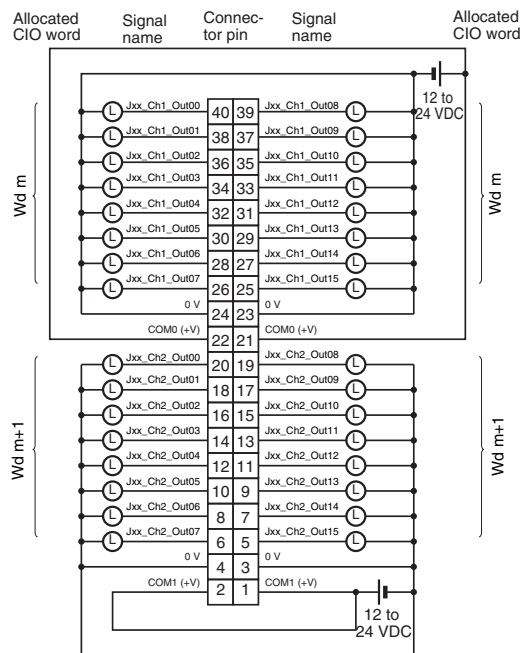 Allocated CIO word
Signal name
Connec-tor pin
Signal name
Allocated CIO word
12 to 24 VDC
Wd m
Wd m
Jxx_Ch1_Out00 40 39 Jxx_Ch1_Out08
L L
Jxx_Ch1_Out01 38 37 Jxx_Ch1_Out09
L L
Jxx_Ch1_Out02 36 35 Jxx_Ch1_Out10
L L
Jxx_Ch1_Out03 34 33 Jxx_Ch1_Out11
L L
Jxx_Ch1_Out04 32 31 Jxx_Ch1_Out12
L L
Jxx_Ch1_Out05 30 29 Jxx_Ch1_Out13
L L
Jxx_Ch1_Out06 28 27 Jxx_Ch1_Out14
L L
Jxx_Ch1_Out07 26 25 Jxx_Ch1_Out15
L L
0 V 24 23 0 V
COM0 (+V) 22 21 COM0 (+V)
Wd m+1
Wd m+1
Jxx_Ch2_Out00 20 19 Jxx_Ch2_Out08
L L
Jxx_Ch2_Out01 18 17 Jxx_Ch2_Out09
L L
Jxx_Ch2_Out02 16 15 Jxx_Ch2_Out10
L L
Jxx_Ch2_Out03 14 13 Jxx_Ch2_Out11
L L
Jxx_Ch2_Out04 12 11 Jxx_Ch2_Out12
L L
Jxx_Ch2_Out05 10 9 Jxx_Ch2_Out13
L L
Jxx_Ch2_Out06 8 7 Jxx_Ch2_Out14
L L
Jxx_Ch2_Out07 6 5 Jxx_Ch2_Out15
L L
0 V 4 3 0 V
COM1 (+V) 2 1 COM1 (+V)
12 to 24 VDC